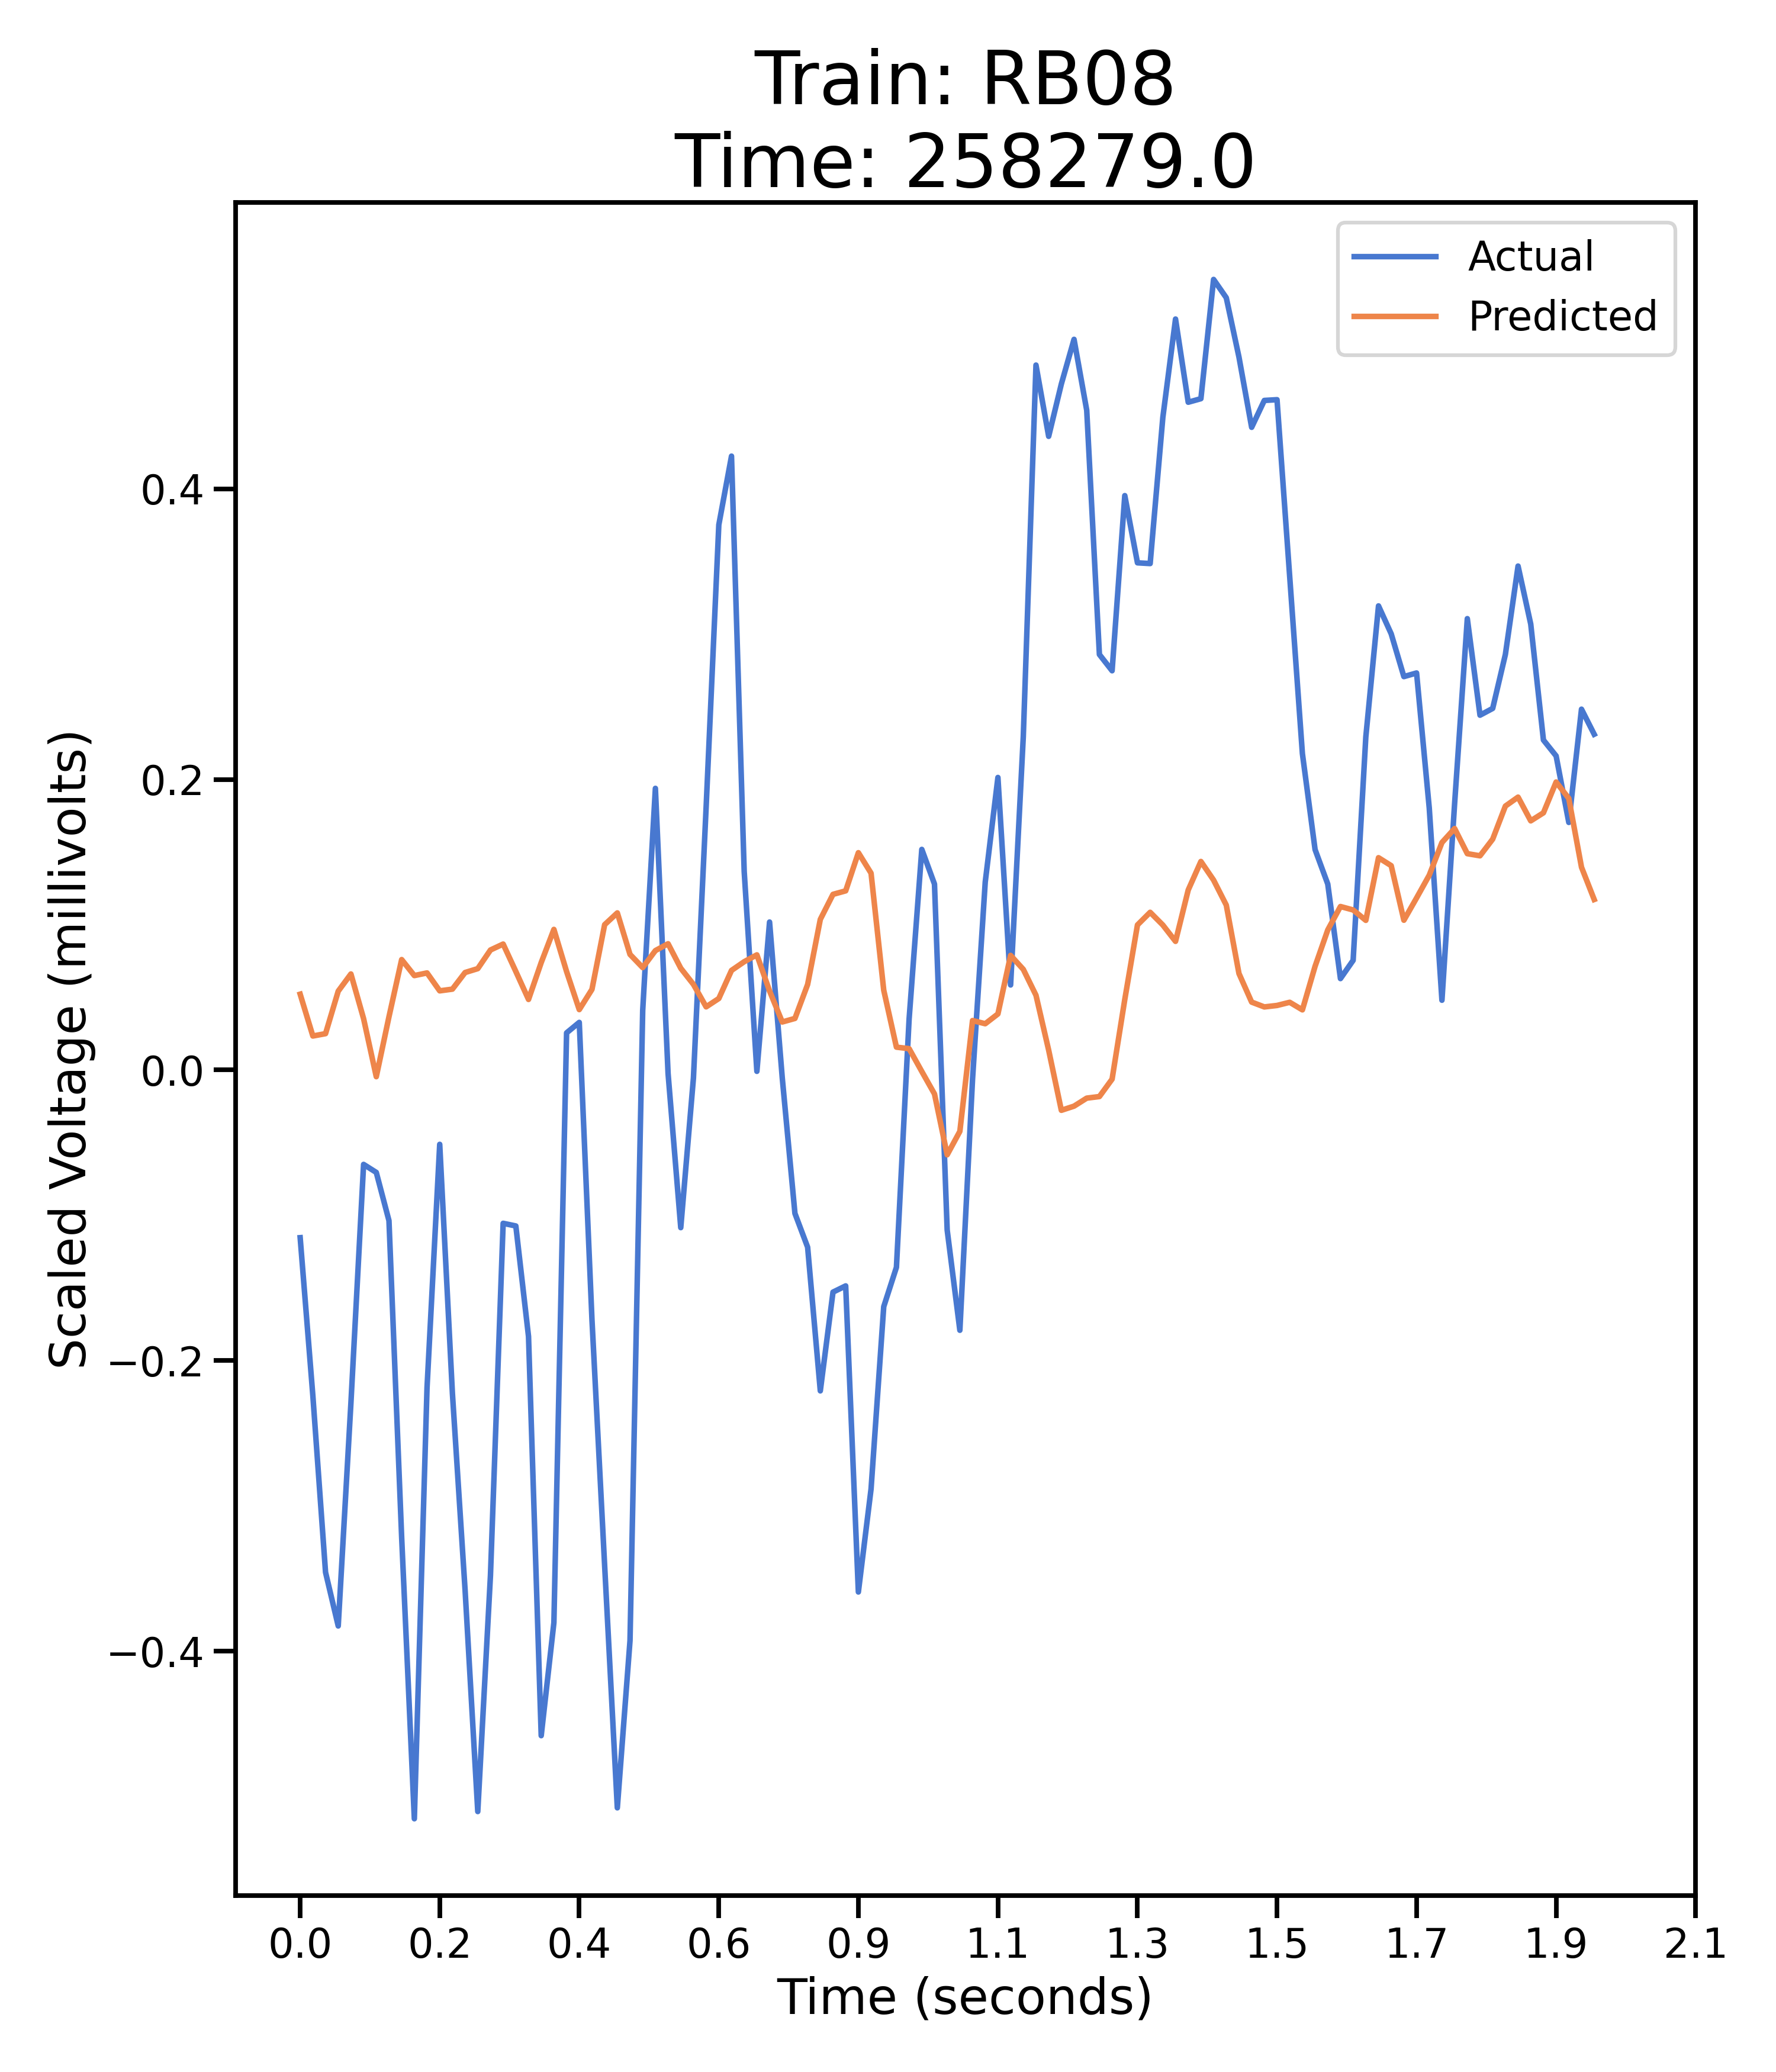 Train: RB08
Time: 258279.0
Actual
Predicted
Scaled Voltage (millivolts)
0.4
0.2
0.0
−0.2
−0.4
0.0 0.2 0.4 0.6 0.9 1.1 1.3 1.5 1.7 1.9 2.1
Time (seconds)